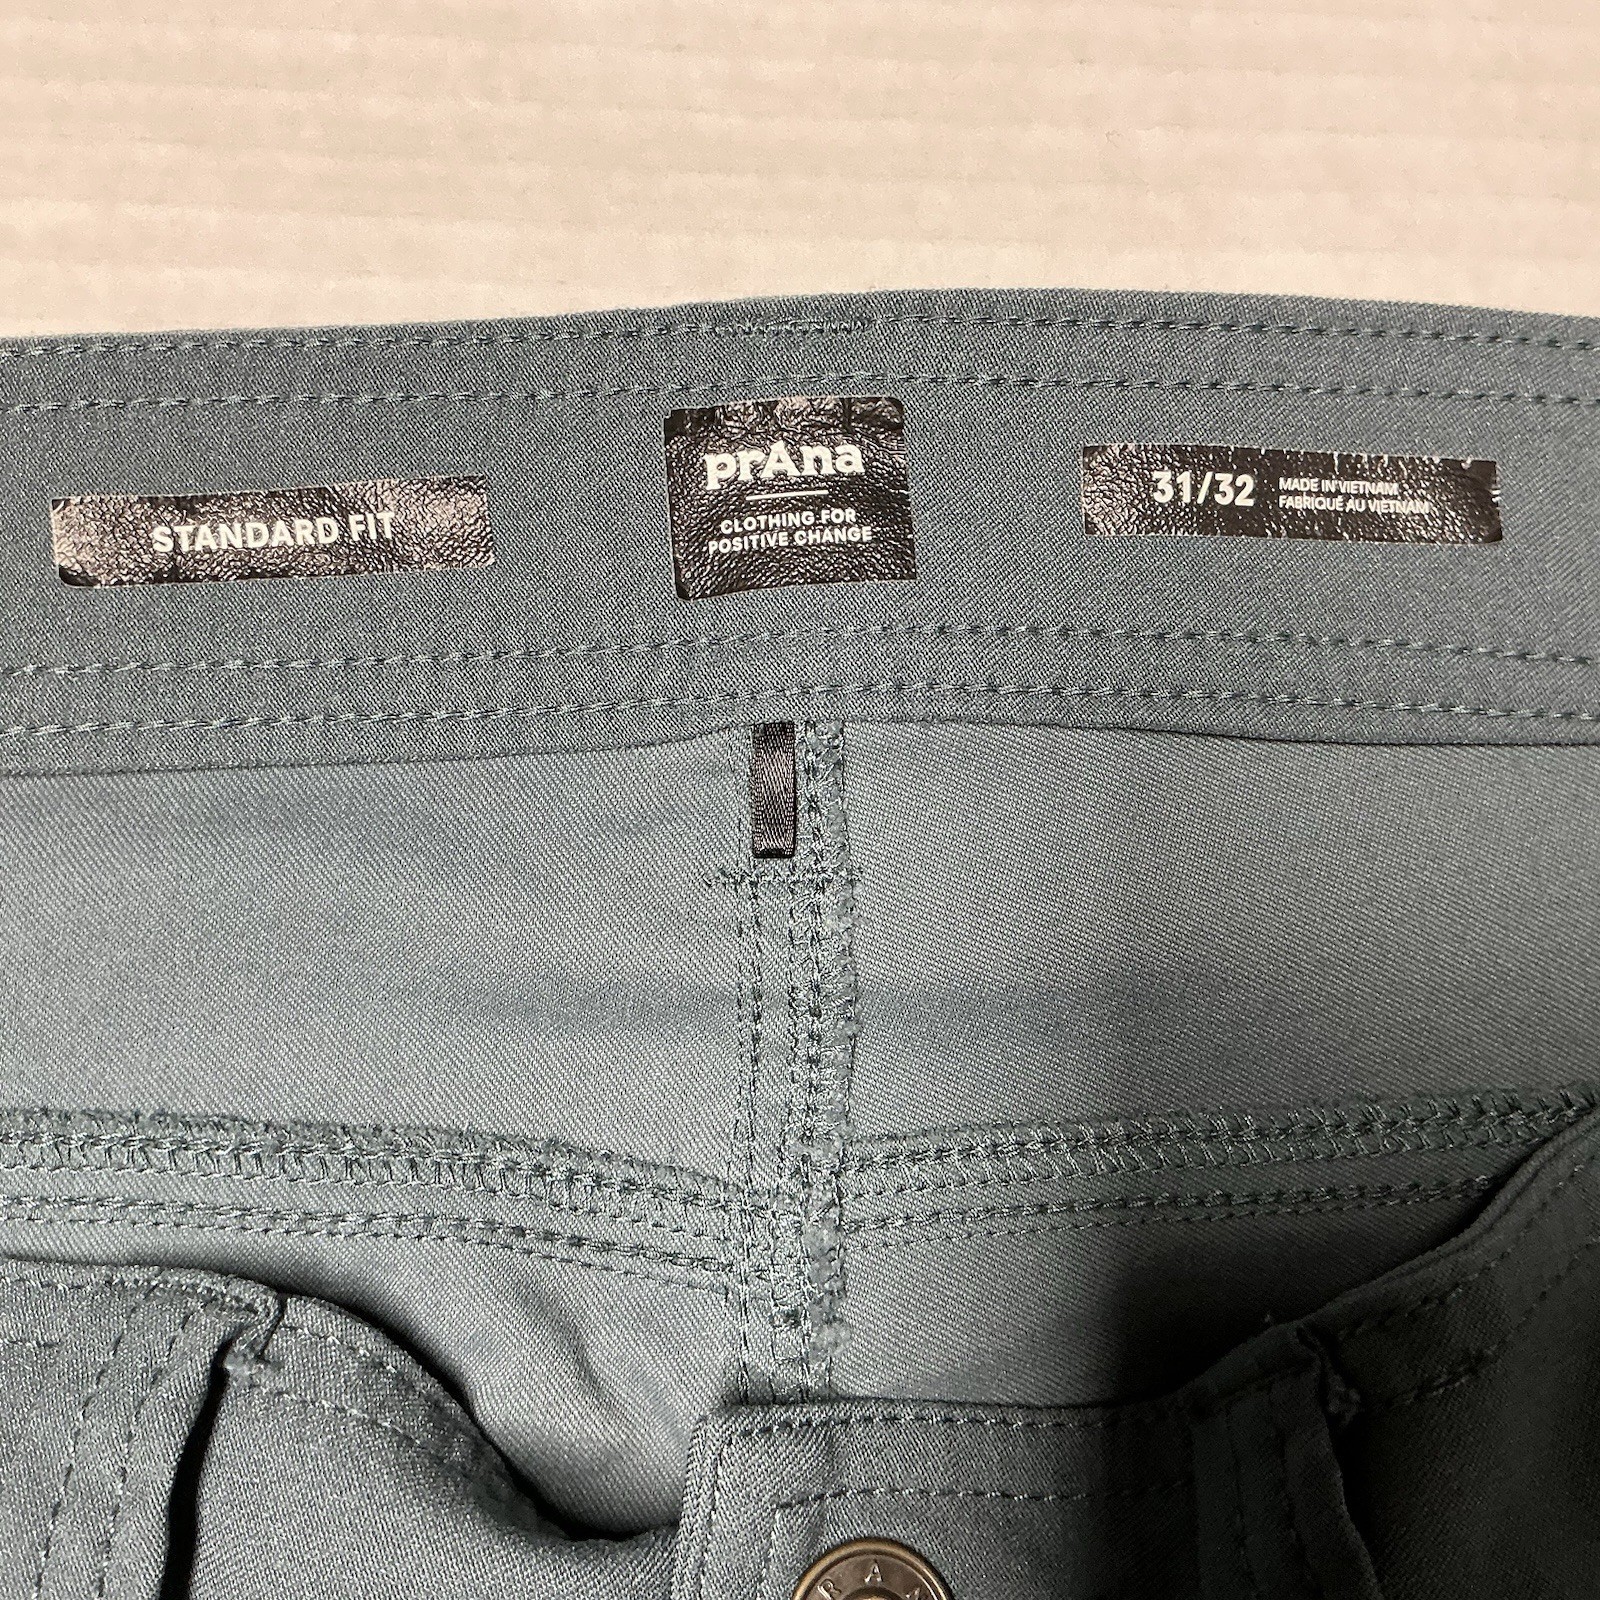 STANDARD FIT
prAna
CLOTHING FOR
POSITIVE CHANGE
31/32
MADE IN VIETNAM
FABRIQUÉ AU VIETNAM